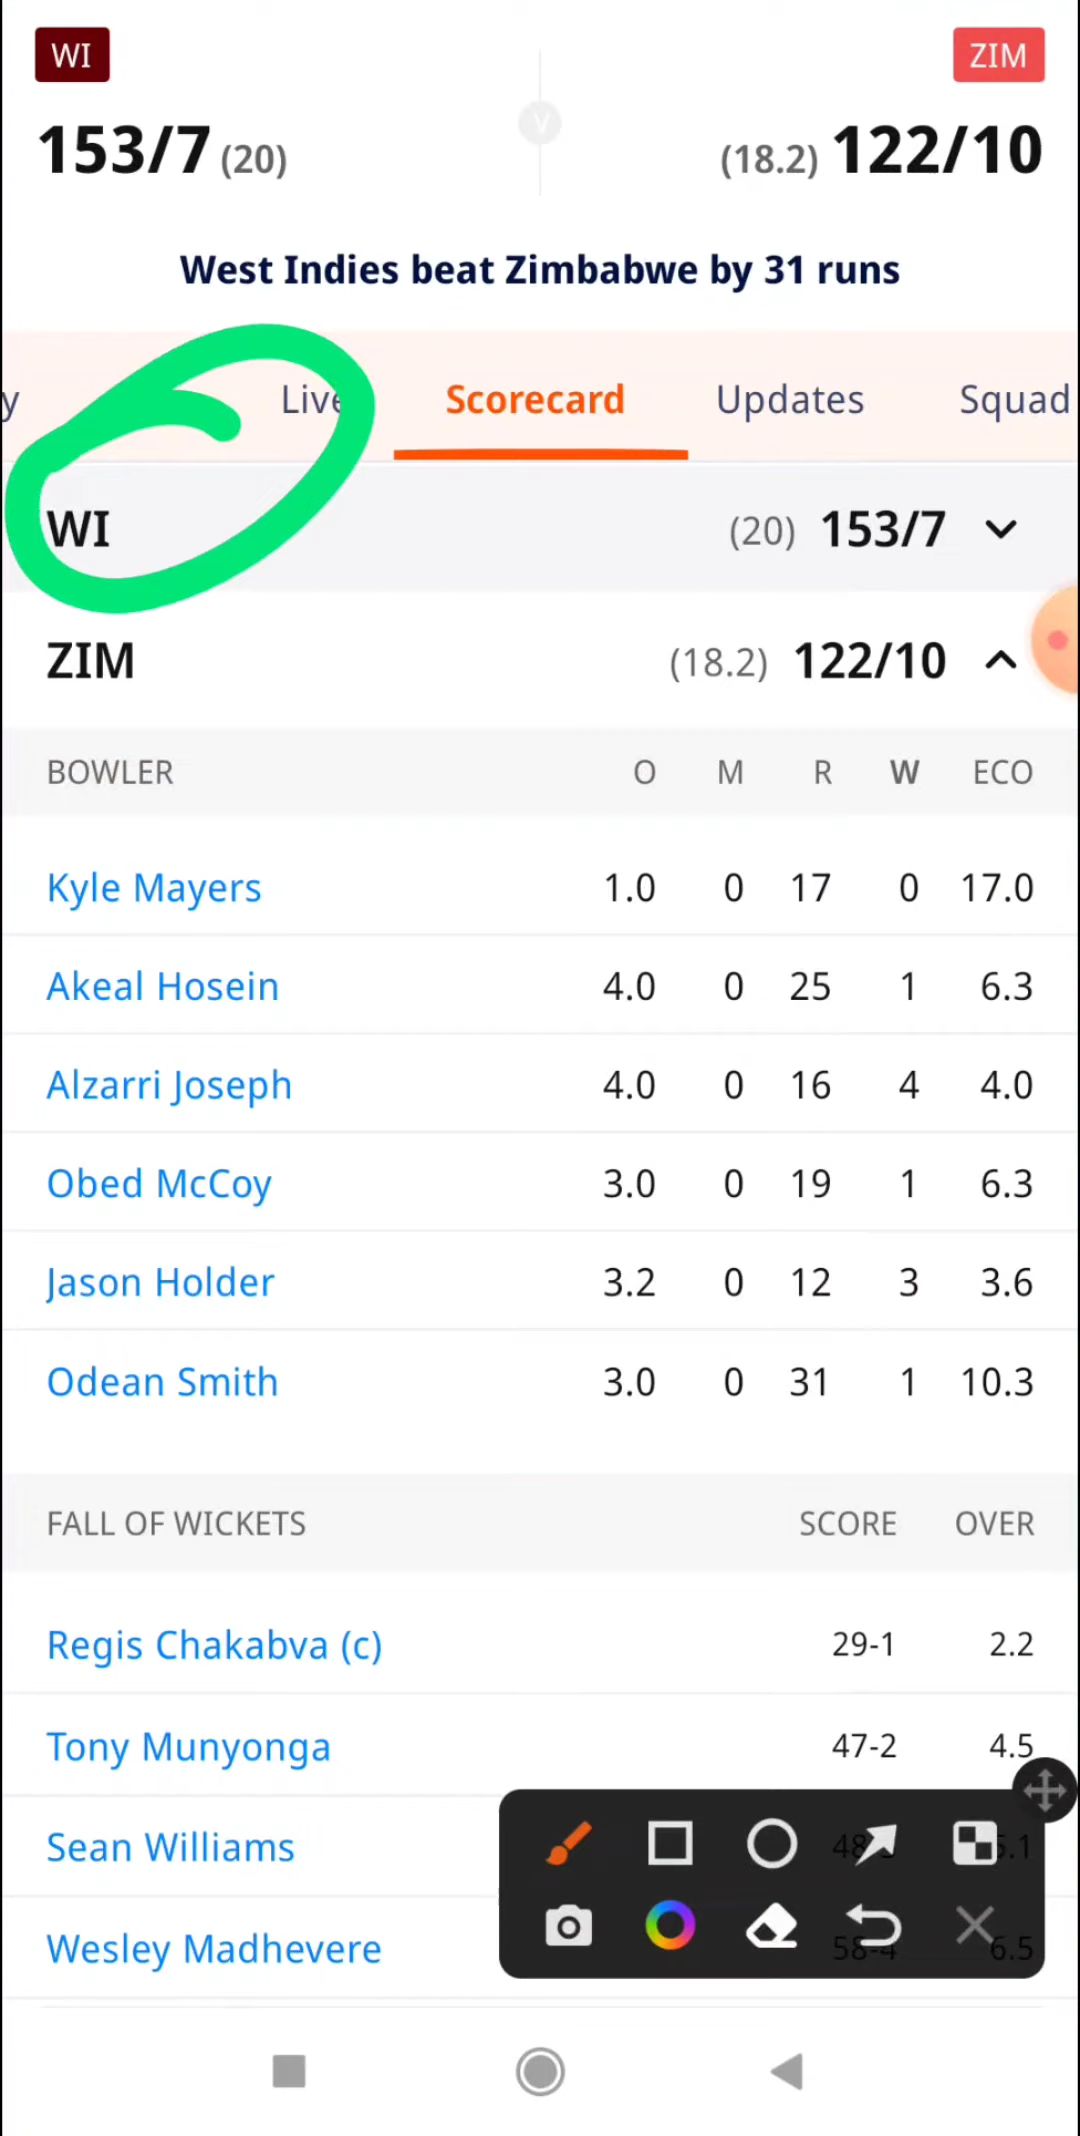 WI ZIM
153/7 (20) V (18.2) 122/10
West Indies beat Zimbabwe by 31 runs
y Live Scorecard Updates Squad
WI (20) 153/7
ZIM (18.2) 122/10
BOWLER O M R W ECO
Kyle Mayers 1.0 0 17 0 17.0
Akeal Hosein 4.0 0 25 1 6.3
Alzarri Joseph 4.0 0 16 4 4.0
Obed McCoy 3.0 0 19 1 6.3
Jason Holder 3.2 0 12 3 3.6
Odean Smith 3.0 0 31 1 10.3
FALL OF WICKETS SCORE OVER
Regis Chakabva (c) 29-1 2.2
Tony Munyonga 47-2 4.5
Sean Williams
Wesley Madhevere 58-4 6.5